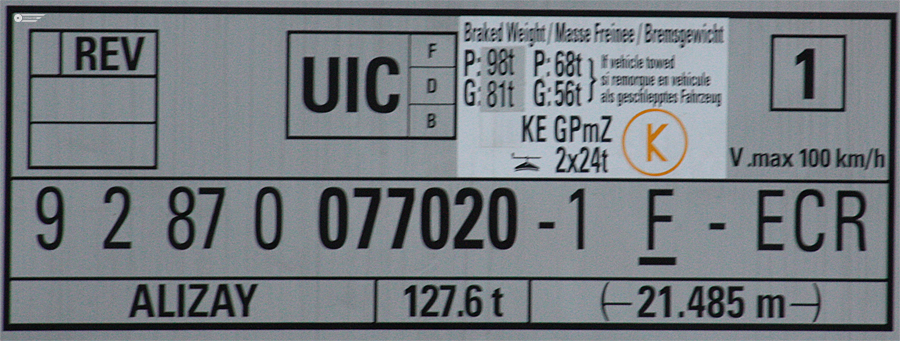 REV
UIC
F
D
B
Braked Weight / Masse Freinee / Bremsgewicht
P: 98t P: 68t
G: 81t G: 56t
If vehicle towed
si remorque en véhicule
als geschlepptes Fahrzeug
KE GPmZ
2x24t
K
1
V.max 100 km/h
9 2 87 0 077020 -1 F - ECR
ALIZAY
127.6 t
21.485 m